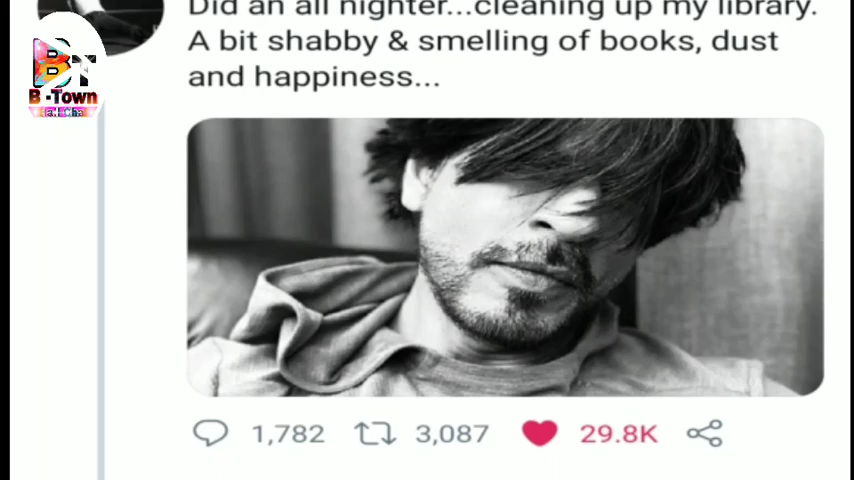 Did an all nighter...cleaning up my library.
A bit shabby & smelling of books, dust
and happiness...
BT
B-Town
1,782 3,087 29.8K